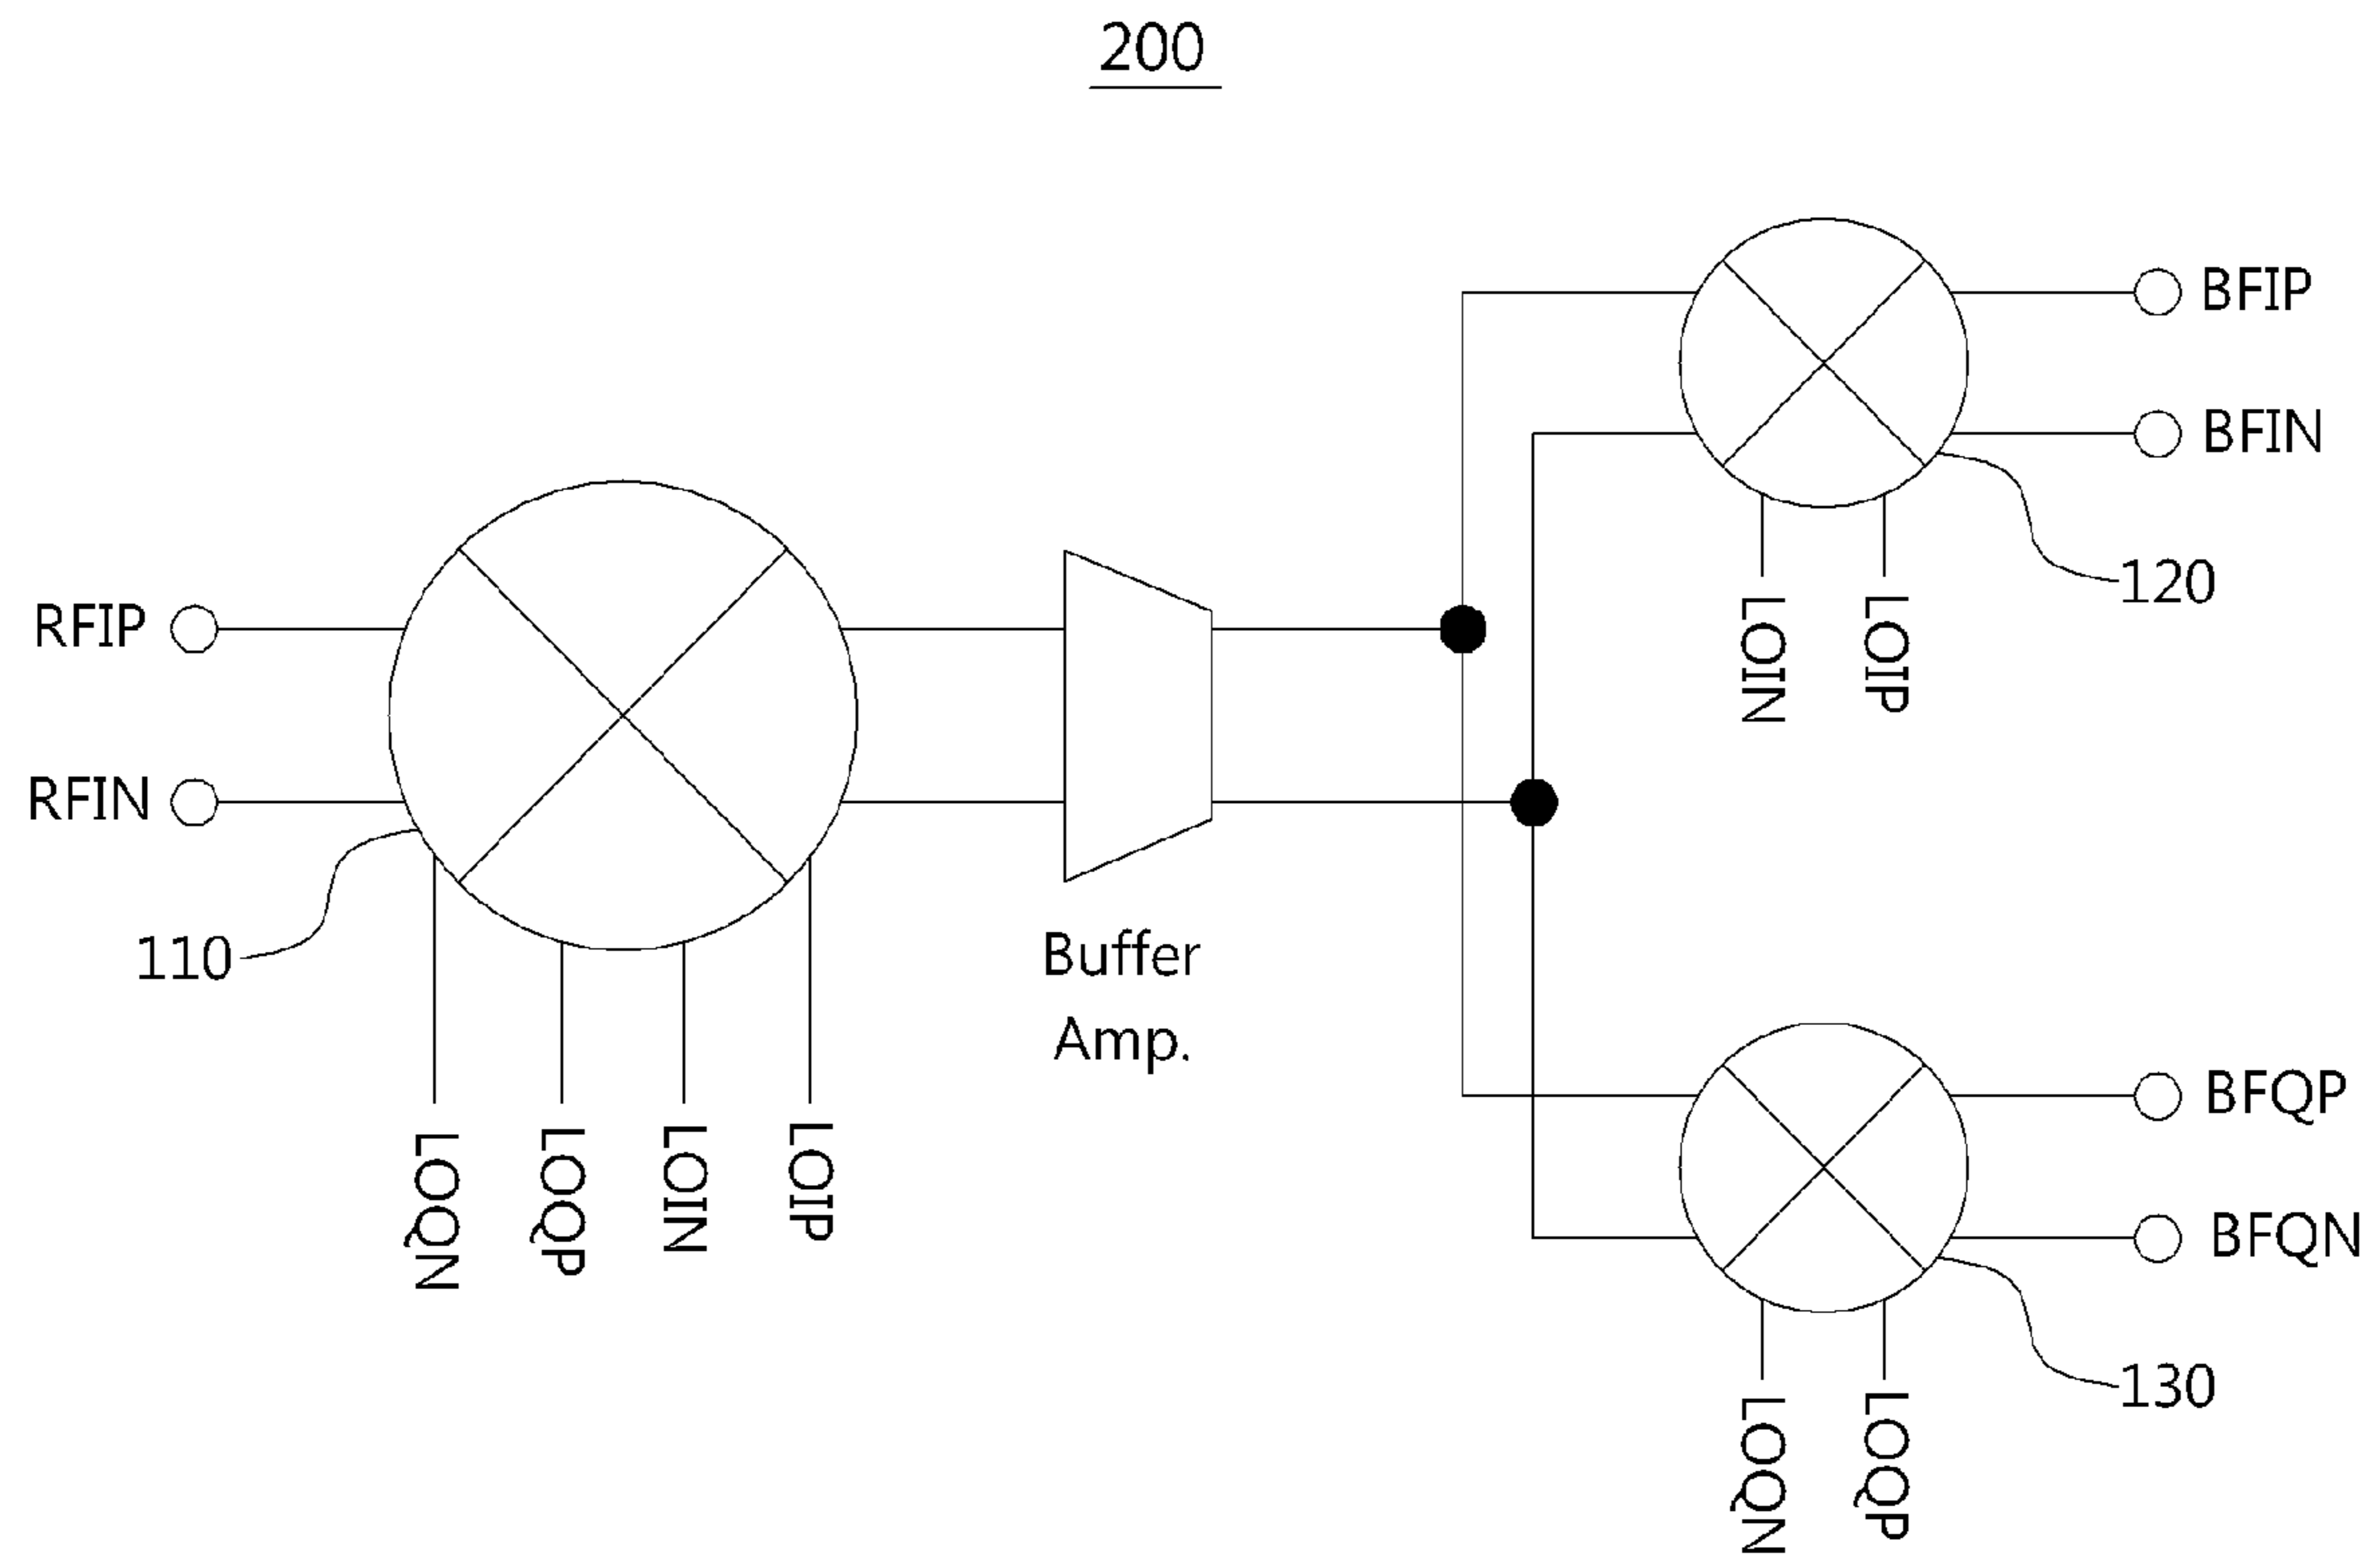 200
BFIP
BFIN
120
LOIN
LOIP
RFIP
RFIN
110
Buffer
Amp.
LOQN
LOQP
LOIN
LOIP
BFQP
BFQN
130
LOQN
LOQP